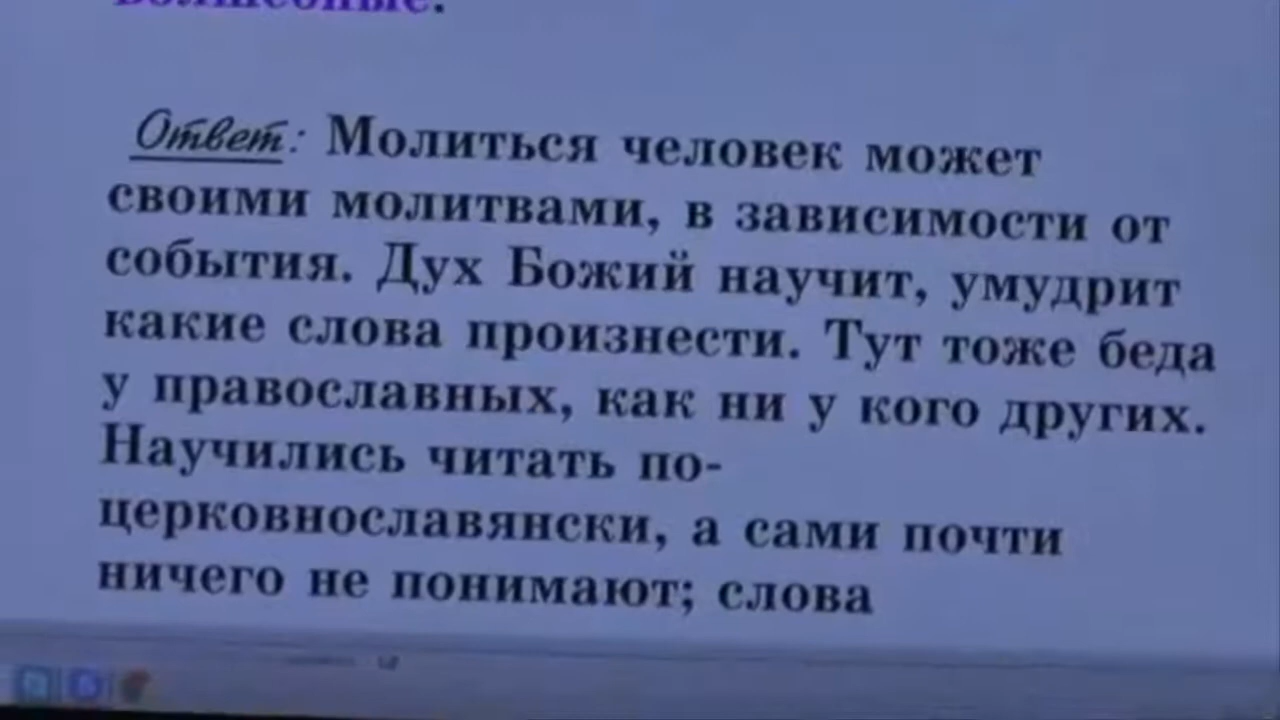 волшебные.
Ответ: Молиться человек может
своими молитвами, в зависимости от
события. Дух Божий научит, умудрит
какие слова произнести. Тут тоже беда
у православных, как ни у кого других.
Научились читать по-
церковнославянски, а сами почти
ничего не понимают; слова